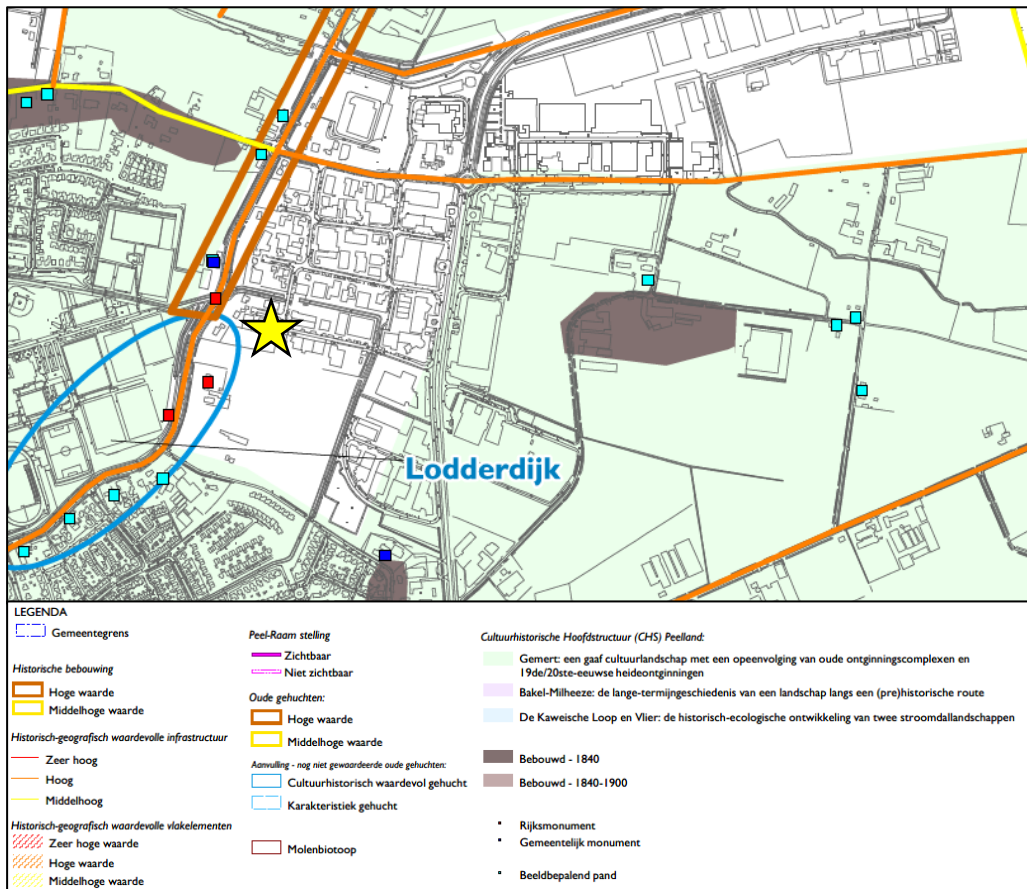 Lodderdijk
LEGENDA
Gemeentegrens
Historische bebouwing
Hoge waarde
Middelhoge waarde
Historisch-geografisch waardevolle infrastructuur
Zeer hoog
Hoog
Middelhoog
Historisch-geografisch waardevolle vlakelementen
Zeer hoge waarde
Hoge waarde
Middelhoge waarde
Peel-Raam stelling
Zichtbaar
Niet zichtbaar
Oude gehuchten:
Hoge waarde
Middelhoge waarde
Aanvulling - nog niet gewaardeerde oude gehuchten:
Cultuurhistorisch waardevol gehucht
Karakteristiek gehucht
Molenbiotoop
Cultuurhistorische Hoofdstructuur (CHS) Peelland:
Gemert: een gaaf cultuurlandschap met een opeenvolging van oude ontginningscomplexen en
19de/20ste-eeuwse heideontginningen
Bakel-Milheeze: de lange-termijngeschiedenis van een landschap langs een (pre)historische route
De Kaweische Loop en Vlier: de historisch-ecologische ontwikkeling van twee stroomdallandschappen
Bebouwd - 1840
Bebouwd - 1840-1900
Rijksmonument
Gemeentelijk monument
Beeldbepalend pand